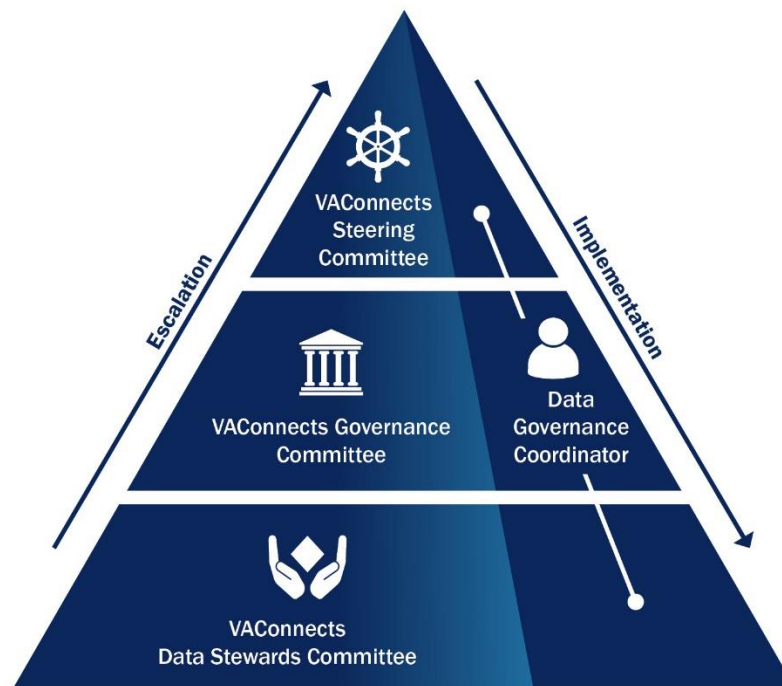 Escalation
Implementation
VAConnects
Steering
Committee
VAConnects Governance
Committee
Data
Governance
Coordinator
VAConnects
Data Stewards Committee